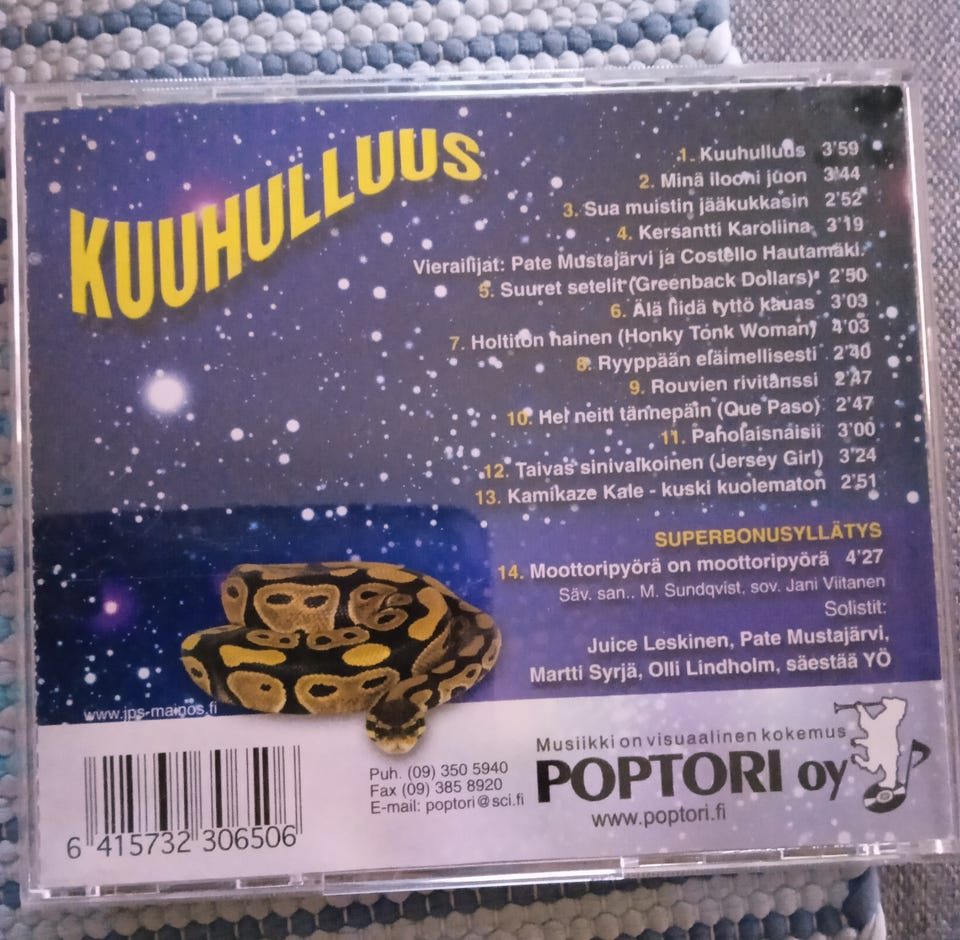 KUUHULLUUS
1. Kuuhulluus 3'59
2. Minä ilooni juon 3'44
3. Sua muistin jääkukkasin 2'52
4. Kersantti Karoliina 3'19
Vierailijat: Pate Mustajärvi ja Costello Hautamäki.
5. Suuret setelit (Greenback Dollars) 2'50
6. Älä liidä tyttö kauas 3'03
7. Holtiton nainen (Honky Tonk Woman) 4'03
8. Ryyppään eläimellisesti 2'40
9. Rouvien rivitanssi 2'47
10. Hei neiti tännepäin (Que Paso) 2'47
11. Paholaisnaisii 3'00
12. Taivas sinivalkoinen (Jersey Girl) 3'24
13. Kamikaze Kale - kuski kuolematon 2'51
SUPERBONUSYLLÄTYS
14. Moottoripyörä on moottoripyörä 4'27
Säv. san.. M. Sundqvist, sov. Jani Viitanen
Solistit:
Juice Leskinen, Pate Mustajärvi,
Martti Syrjä, Olli Lindholm, säestää YÖ
www.jps-mainos.fi
6 415732 306506
Puh. (09) 350 5940
Fax (09) 385 8920
E-mail: poptori@sci.fi
Musiikki on visuaalinen kokemus
POPTORI oy
www.poptori.fi